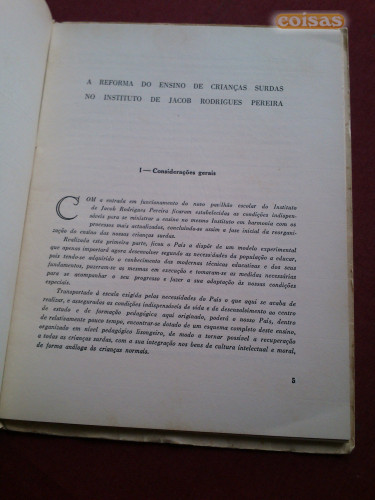 coisas
A REFORMA DO ENSINO DE CRIANÇAS SURDAS
NO INSTITUTO DE JACOB RODRIGUES PEREIRA
I — Considerações gerais
COM a entrada em funcionamento do novo pavilhão escolar do Instituto
de Jacob Rodrigues Pereira ficaram estabelecidas as condições indispen-
sáveis para se ministrar o ensino no mesmo Instituto em harmonia com os
processos mais actualizados, concluindo-se assim a fase inicial da reorgani-
zação do ensino das nossas crianças surdas.
Realizada esta primeira parte, ficou o País a dispor de um modelo experimental
que apenas importará agora desenvolver segundo as necessidades da população a educar,
pois tendo-se adquirido o conhecimento das modernas técnicas educativas e dos seus
fundamentos, puseram-se as mesmas em execução e tomaram-se as medidas necessárias
para se acompanhar o seu progresso e fazer a sua adaptação às nossas condições
especiais.
Transportado à escala exigida pelas necessidades do País o que aqui se acaba de
realizar, e asseguradas as condições indispensáveis de vida e de desenvolvimento ao centro
de estudo e de formação pedagógica aqui originado, poderá o nosso País, dentro
de relativamente pouco tempo, encontrar-se dotado de um esquema completo deste ensino,
organizado em nível pedagógico lisongeiro, de modo a tornar possível a recuperação
a todas as crianças surdas, com a sua integração nos bens da cultura intelectual e moral,
de forma análoga às crianças normais.
5